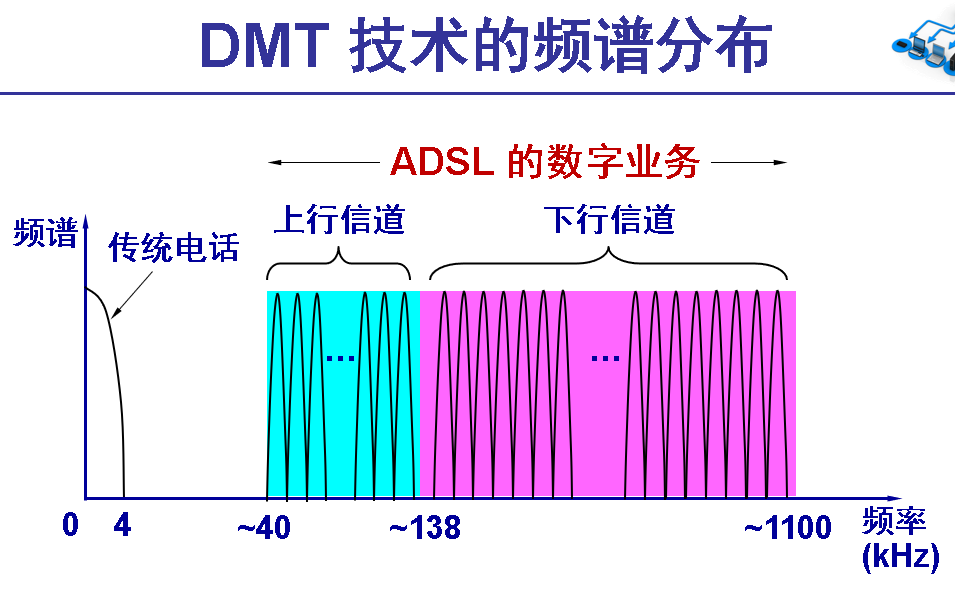 DMT 技术的频谱分布
ADSL 的数字业务
上行信道
下行信道
频谱
传统电话
...
...
0
4
~40
~138
~1100
频率
(kHz)